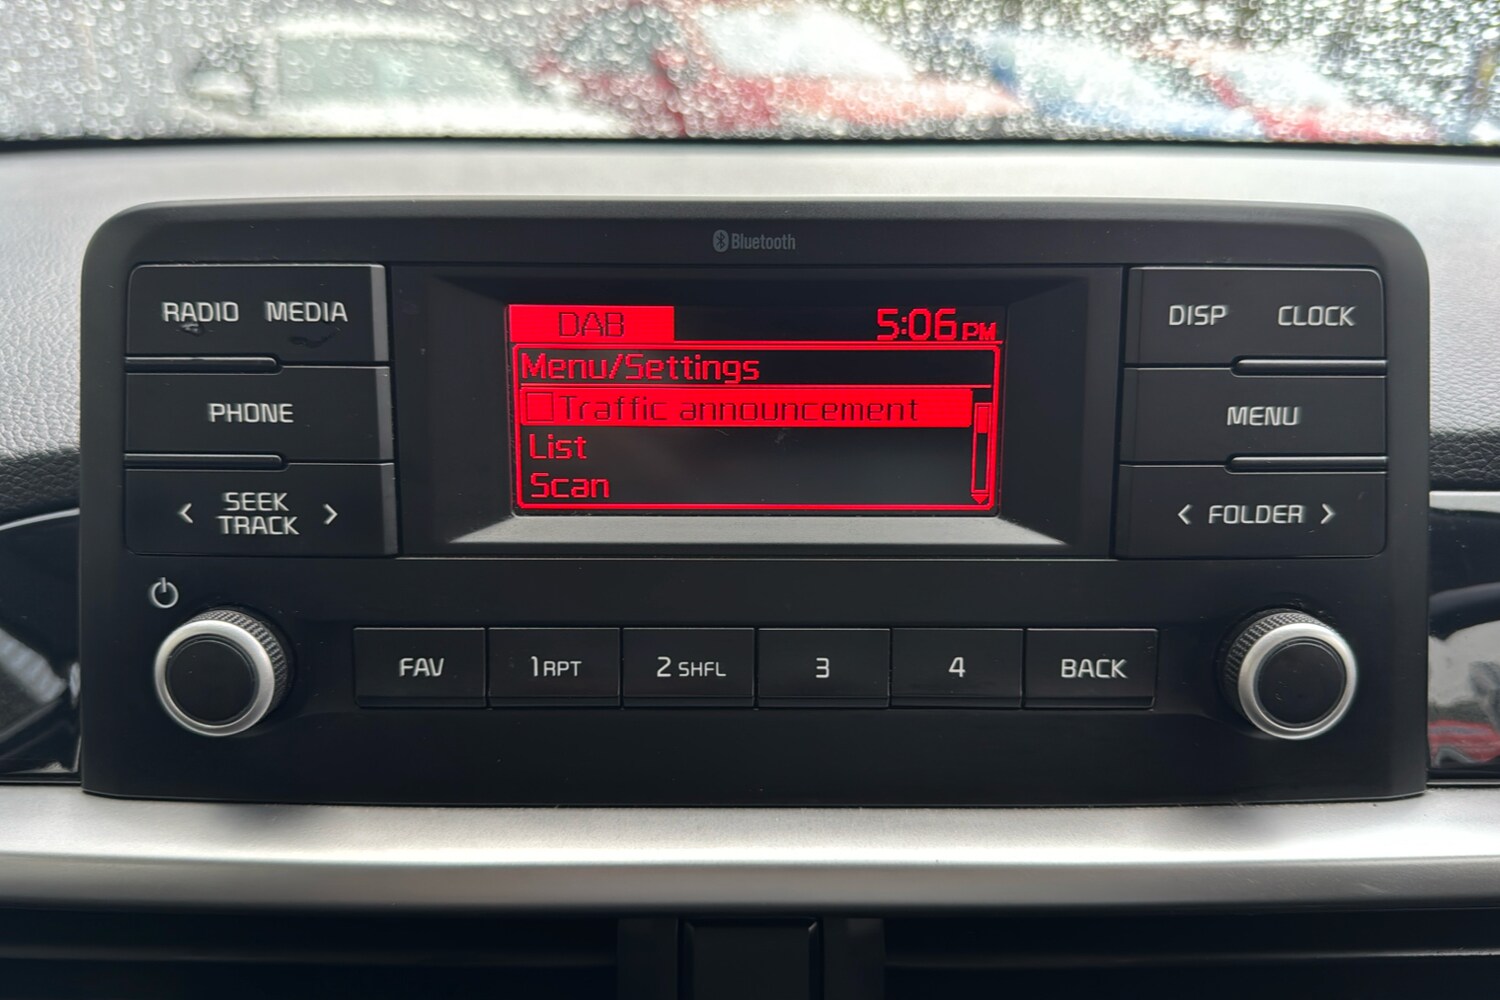 Bluetooth
RADIO MEDIA
PHONE
< SEEK TRACK >
DAB 5:06 PM
Menu/Settings
Traffic announcement
List
Scan
DISP CLOCK
MENU
< FOLDER >
FAV 1 RPT 2 SHFL 3 4 BACK